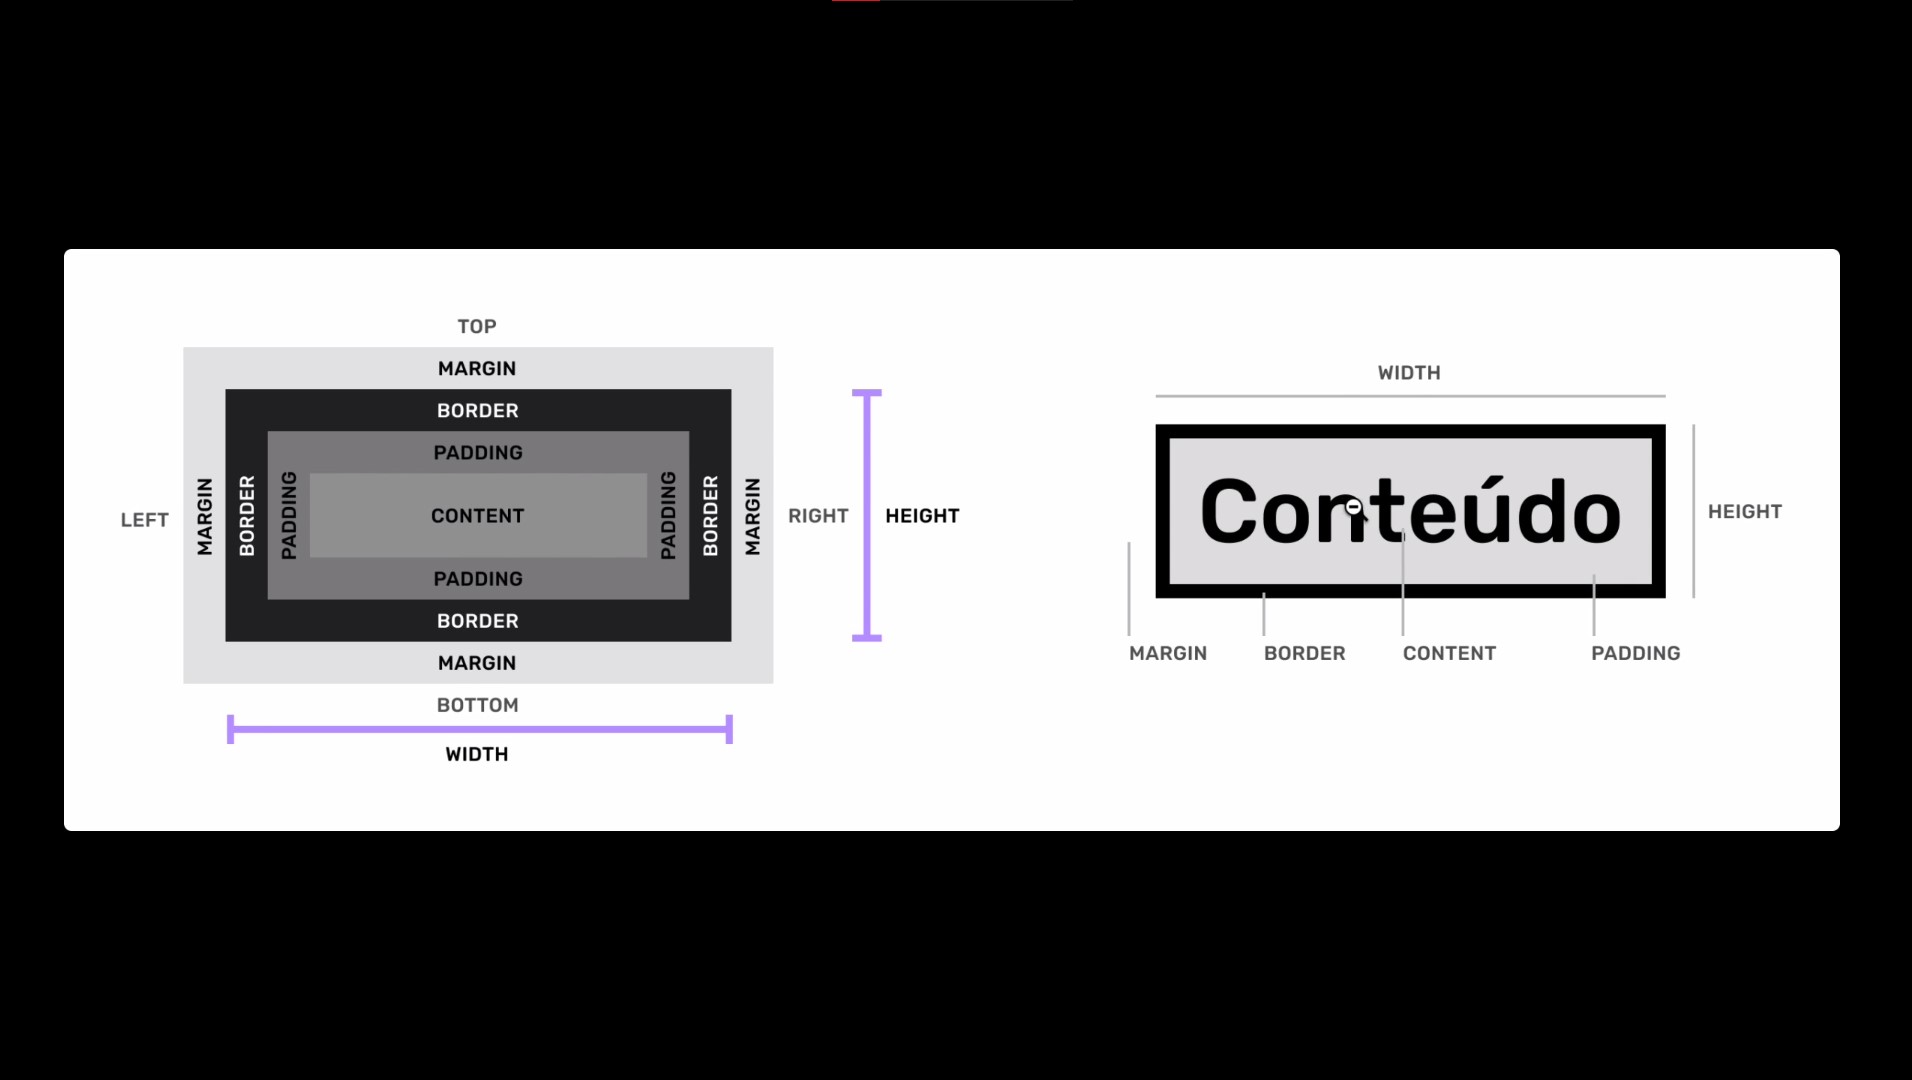 TOP
MARGIN
BORDER
PADDING
LEFT
MARGIN
BORDER
PADDING
CONTENT
PADDING
BORDER
MARGIN
RIGHT
HEIGHT
PADDING
BORDER
MARGIN
BOTTOM
WIDTH
WIDTH
Conteúdo
HEIGHT
MARGIN
BORDER
CONTENT
PADDING